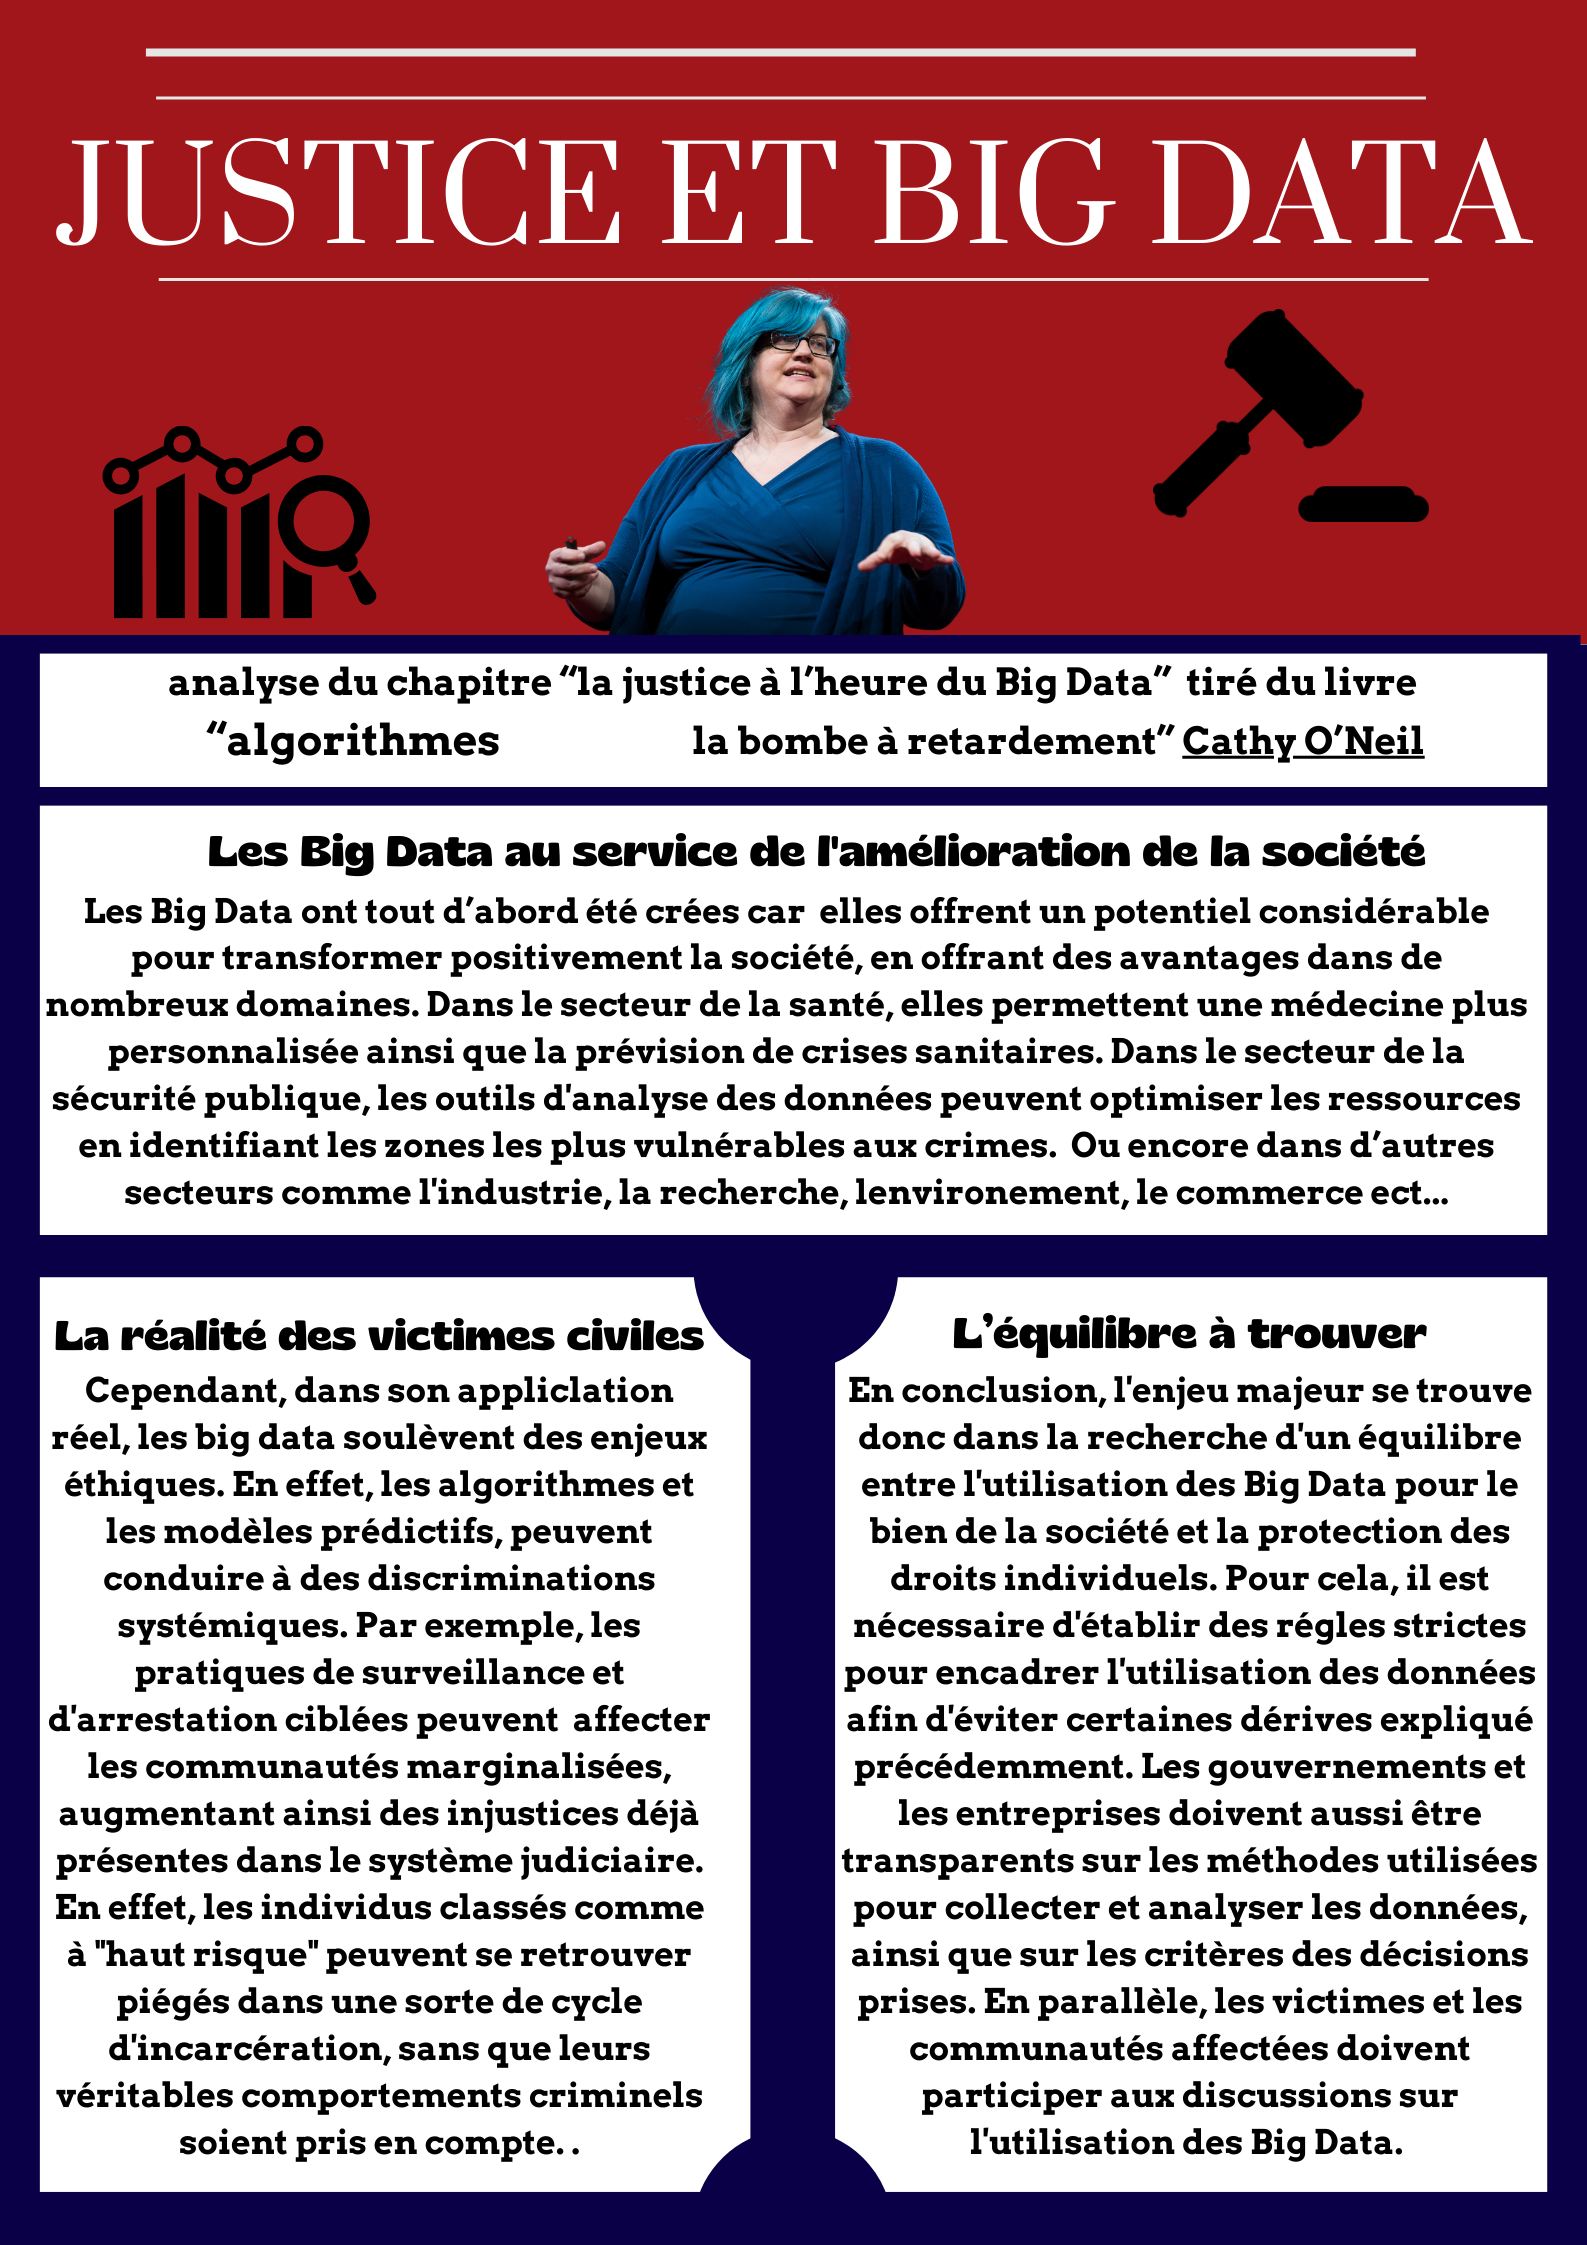 JUSTICE ET BIG DATA
analyse du chapitre “la justice à l’heure du Big Data” tiré du livre
“algorithmes la bombe à retardement” Cathy O’Neil
Les Big Data au service de l'amélioration de la société
Les Big Data ont tout d’abord été crées car elles offrent un potentiel considérable
pour transformer positivement la société, en offrant des avantages dans de
nombreux domaines. Dans le secteur de la santé, elles permettent une médecine plus
personnalisée ainsi que la prévision de crises sanitaires. Dans le secteur de la
sécurité publique, les outils d'analyse des données peuvent optimiser les ressources
en identifiant les zones les plus vulnérables aux crimes. Ou encore dans d’autres
secteurs comme l'industrie, la recherche, lenvironement, le commerce ect...
La réalité des victimes civiles
Cependant, dans son appliclation
réel, les big data soulèvent des enjeux
éthiques. En effet, les algorithmes et
les modèles prédictifs, peuvent
conduire à des discriminations
systémiques. Par exemple, les
pratiques de surveillance et
d'arrestation ciblées peuvent affecter
les communautés marginalisées,
augmentant ainsi des injustices déjà
présentes dans le système judiciaire.
En effet, les individus classés comme
à "haut risque" peuvent se retrouver
piégés dans une sorte de cycle
d'incarcération, sans que leurs
véritables comportements criminels
soient pris en compte. .
L’équilibre à trouver
En conclusion, l'enjeu majeur se trouve
donc dans la recherche d'un équilibre
entre l'utilisation des Big Data pour le
bien de la société et la protection des
droits individuels. Pour cela, il est
nécessaire d'établir des régles strictes
pour encadrer l'utilisation des données
afin d'éviter certaines dérives expliqué
précédemment. Les gouvernements et
les entreprises doivent aussi être
transparents sur les méthodes utilisées
pour collecter et analyser les données,
ainsi que sur les critères des décisions
prises. En parallèle, les victimes et les
communautés affectées doivent
participer aux discussions sur
l'utilisation des Big Data.